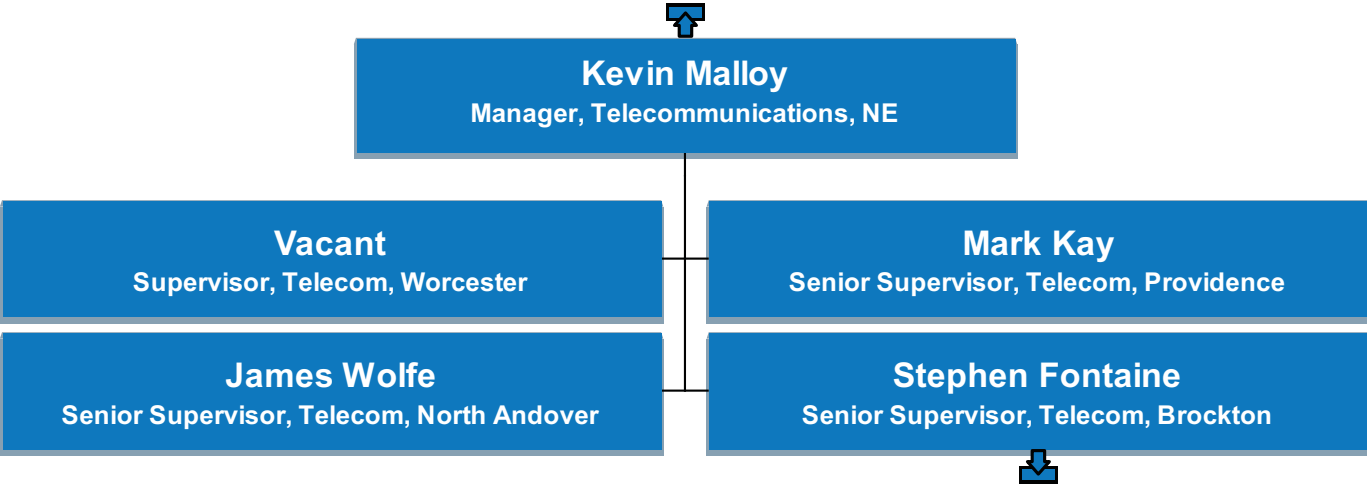 Kevin Malloy
Manager, Telecommunications, NE
Vacant
Supervisor, Telecom, Worcester
Mark Kay
Senior Supervisor, Telecom, Providence
James Wolfe
Senior Supervisor, Telecom, North Andover
Stephen Fontaine
Senior Supervisor, Telecom, Brockton